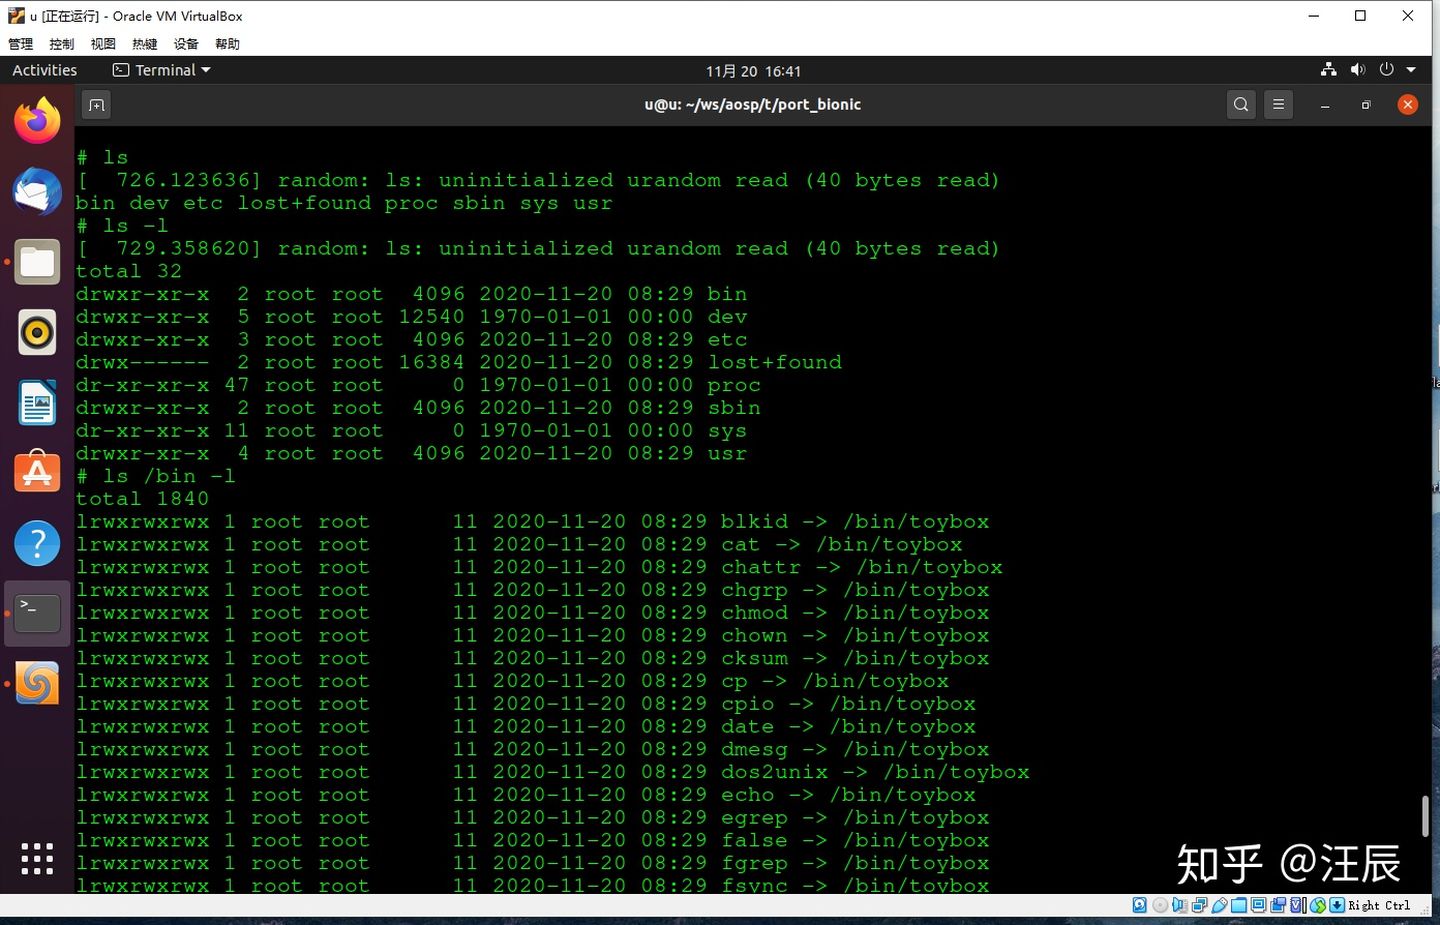 u [正在运行] - Oracle VM VirtualBox
管理 控制 视图 热键 设备 帮助
Activities Terminal 11月 20 16:41
u@u: ~/ws/aosp/t/port_bionic
# ls
[  726.123636] random: ls: uninitialized urandom read (40 bytes read)
bin dev etc lost+found proc sbin sys usr
# ls -l
[  729.358620] random: ls: uninitialized urandom read (40 bytes read)
total 32
drwxr-xr-x  2 root root  4096 2020-11-20 08:29 bin
drwxr-xr-x  5 root root 12540 1970-01-01 00:00 dev
drwxr-xr-x  3 root root  4096 2020-11-20 08:29 etc
drwx------  2 root root 16384 2020-11-20 08:29 lost+found
dr-xr-xr-x 47 root root     0 1970-01-01 00:00 proc
drwxr-xr-x  2 root root  4096 2020-11-20 08:29 sbin
dr-xr-xr-x 11 root root     0 1970-01-01 00:00 sys
drwxr-xr-x  4 root root  4096 2020-11-20 08:29 usr
# ls /bin -l
total 1840
lrwxrwxrwx 1 root root      11 2020-11-20 08:29 blkid -> /bin/toybox
lrwxrwxrwx 1 root root      11 2020-11-20 08:29 cat -> /bin/toybox
lrwxrwxrwx 1 root root      11 2020-11-20 08:29 chattr -> /bin/toybox
lrwxrwxrwx 1 root root      11 2020-11-20 08:29 chgrp -> /bin/toybox
lrwxrwxrwx 1 root root      11 2020-11-20 08:29 chmod -> /bin/toybox
lrwxrwxrwx 1 root root      11 2020-11-20 08:29 chown -> /bin/toybox
lrwxrwxrwx 1 root root      11 2020-11-20 08:29 cksum -> /bin/toybox
lrwxrwxrwx 1 root root      11 2020-11-20 08:29 cp -> /bin/toybox
lrwxrwxrwx 1 root root      11 2020-11-20 08:29 cpio -> /bin/toybox
lrwxrwxrwx 1 root root      11 2020-11-20 08:29 date -> /bin/toybox
lrwxrwxrwx 1 root root      11 2020-11-20 08:29 dmesg -> /bin/toybox
lrwxrwxrwx 1 root root      11 2020-11-20 08:29 dos2unix -> /bin/toybox
lrwxrwxrwx 1 root root      11 2020-11-20 08:29 echo -> /bin/toybox
lrwxrwxrwx 1 root root      11 2020-11-20 08:29 egrep -> /bin/toybox
lrwxrwxrwx 1 root root      11 2020-11-20 08:29 false -> /bin/toybox
lrwxrwxrwx 1 root root      11 2020-11-20 08:29 fgrep -> /bin/toybox
lrwxrwxrwx 1 root root      11 2020-11-20 08:29 fsync -> /bin/toybox
知乎 @汪辰
Right Ctrl